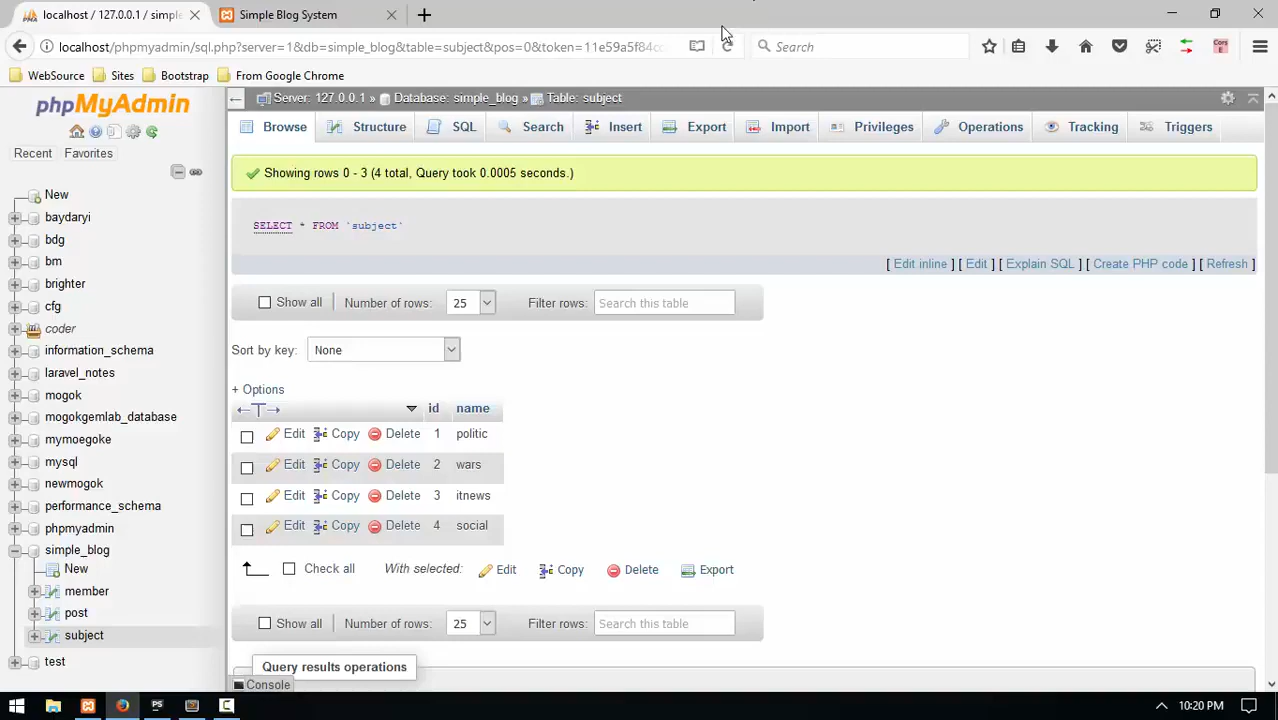 localhost / 127.0.0.1 / simple
Simple Blog System
localhost/phpmyadmin/sql.php?server=1&db=simple_blog&table=subject&pos=0&token=11e59a5f84cc
Search
WebSource
Sites
Bootstrap
From Google Chrome
phpMyAdmin
Recent
Favorites
New
baydaryi
bdg
bm
brighter
cfg
coder
information_schema
laravel_notes
mogok
mogokgemlab_database
mymoegoke
mysql
newmogok
performance_schema
phpmyadmin
simple_blog
New
member
post
subject
test
Server: 127.0.0.1 » Database: simple_blog » Table: subject
Browse Structure SQL Search Insert Export Import Privileges Operations Tracking Triggers
Showing rows 0 - 3 (4 total, Query took 0.0005 seconds.)
SELECT * FROM `subject`
[ Edit inline ] [ Edit ] [ Explain SQL ] [ Create PHP code ] [ Refresh ]
Show all Number of rows: 25 Filter rows: Search this table
Sort by key: None
+ Options
id name
Edit Copy Delete 1 politic
Edit Copy Delete 2 wars
Edit Copy Delete 3 itnews
Edit Copy Delete 4 social
Check all With selected: Edit Copy Delete Export
Show all Number of rows: 25 Filter rows: Search this table
Query results operations
Console
10:20 PM